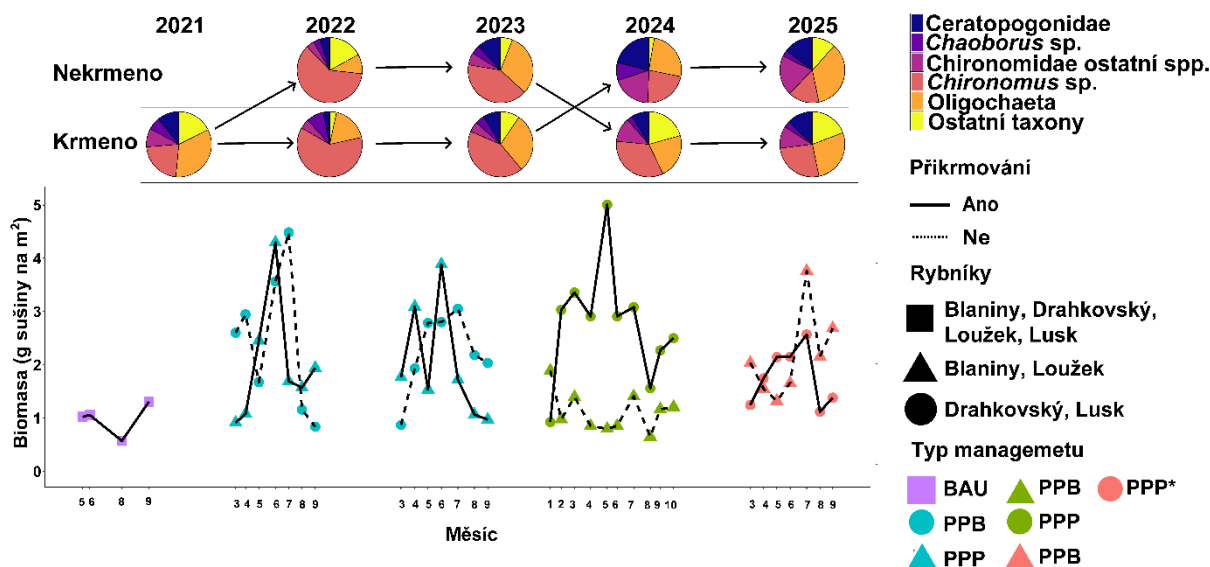 2021 2022 2023 2024 2025
Nekrmeno
Krmeno
Ceratopogonidae
Chaoborus sp.
Chironomidae ostatní spp.
Chironomus sp.
Oligochaeta
Ostatní taxony
Biomasa (g sušiny na m²)
5
4
3
2
1
0
5 6 8 9
3 4 5 6 7 8 9
3 4 5 6 7 8 9
1 2 3 4 5 6 7 8 9 10
3 4 5 6 7 8 9
Měsíc
Přikrmování
Ano
Ne
Rybníky
Blaniny, Drahkovský,
Loužek, Lusk
Blaniny, Loužek
Drahkovský, Lusk
Typ managemetu
BAU PPB PPP*
PPB PPP
PPP PPB